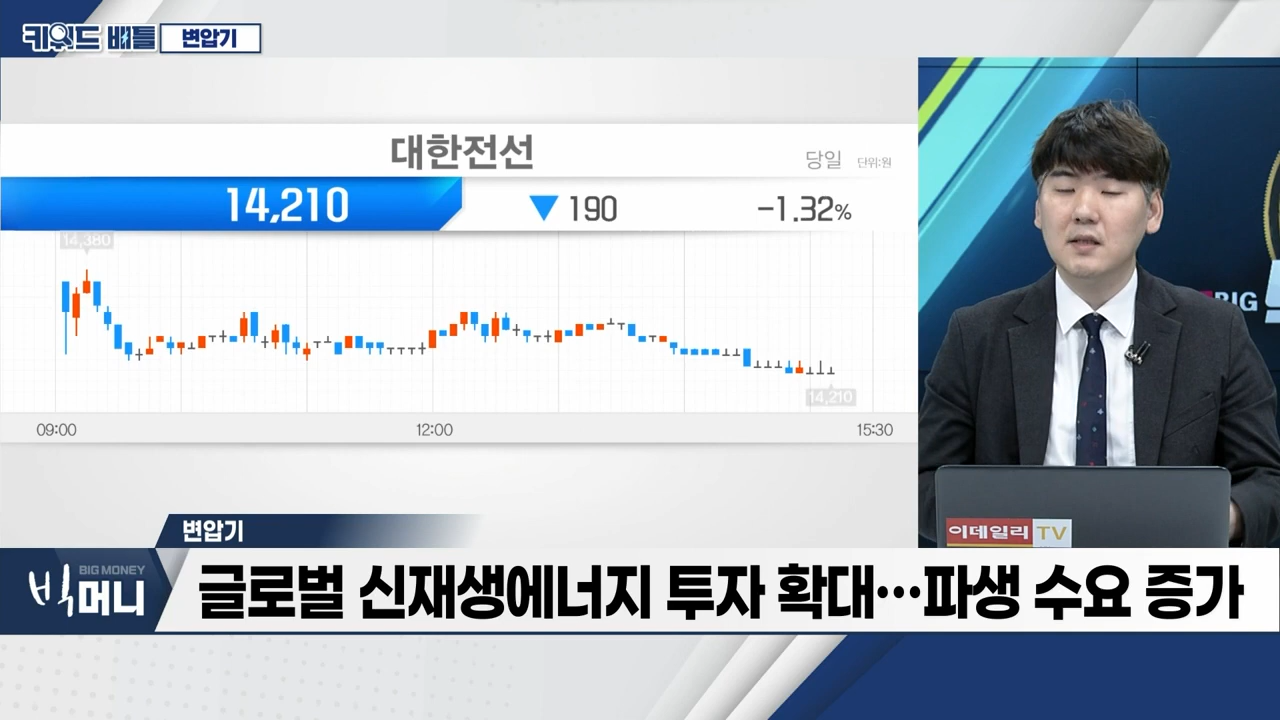 키워드 배틀
변압기
대한전선
당일
단위:원
14,210
▼ 190
-1.32%
14,380
14,210
09:00
12:00
15:30
BIG
이데일리 TV
변압기
BIG MONEY
빅머니
글로벌 신재생에너지 투자 확대…파생 수요 증가